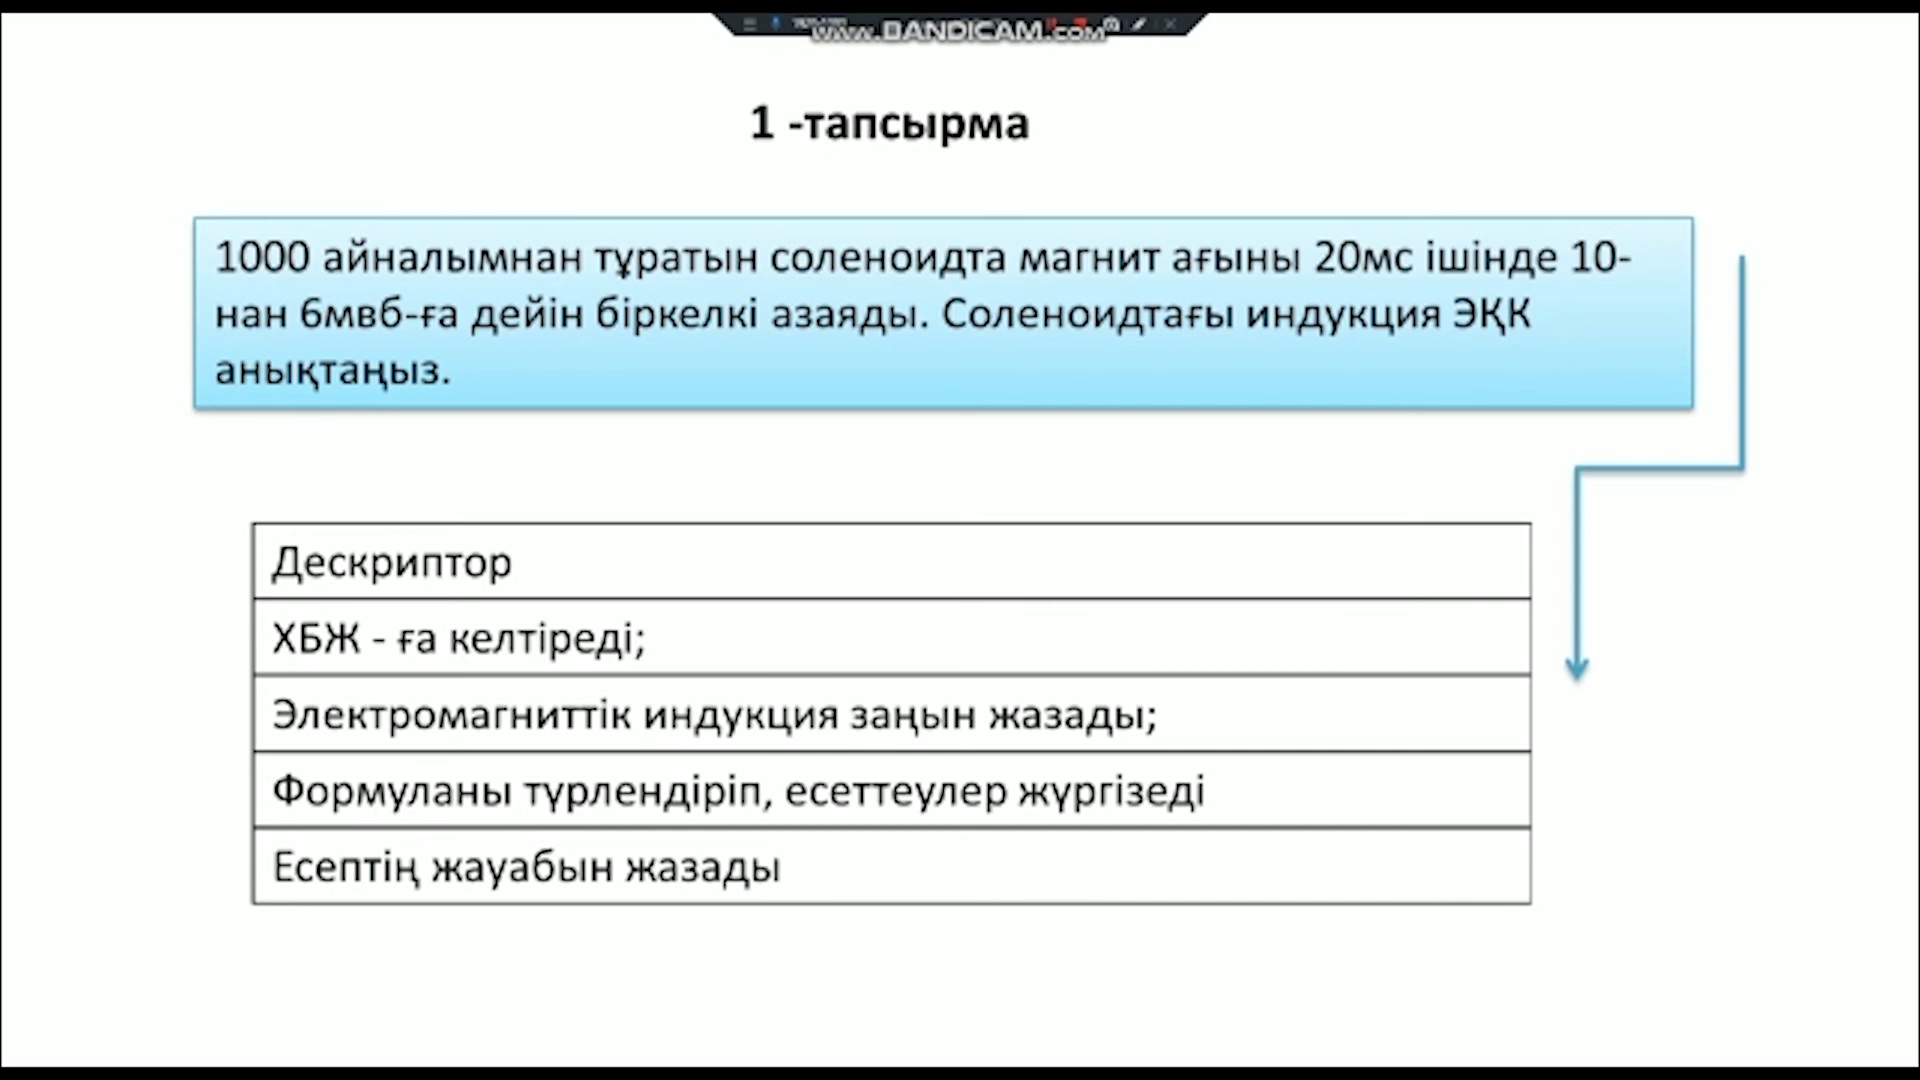 www.BANDICAM.com
1 -тапсырма
1000 айналымнан тұратын соленоидта магнит ағыны 20мс ішінде 10-
нан 6мвб-ға дейін біркелкі азаяды. Соленоидтағы индукция ЭҚК
анықтаңыз.
Дескриптор
ХБЖ - ға келтіреді;
Электромагниттік индукция заңын жазады;
Формуланы түрлендіріп, есеттеулер жүргізеді
Есептің жауабын жазады